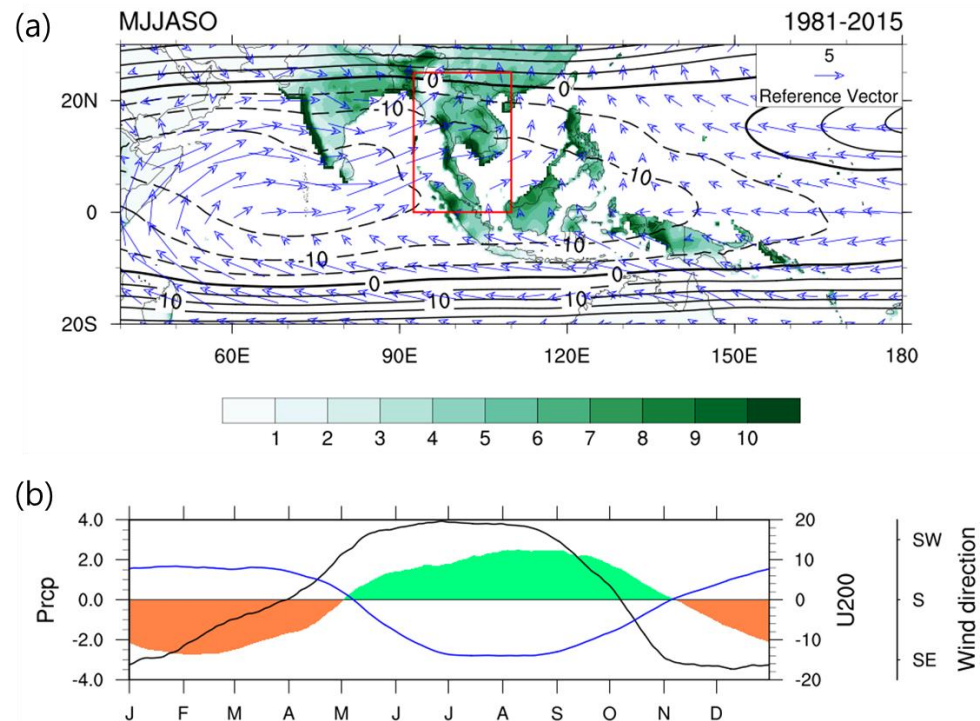 (a)
MJJASO 1981-2015
5
Reference Vector
0
0
-10
-10
10
-10
0
0
10
10
20N
0
20S
60E 90E 120E 150E 180
1 2 3 4 5 6 7 8 9 10
(b)
4.0 20
2.0 10
0.0 0
-2.0 -10
-4.0 -20
Prcp
U200
SW
S
SE
Wind direction
J F M A M J J A S O N D